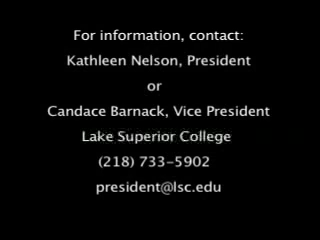 For information, contact:
Kathleen Nelson, President
or
Candace Barnack, Vice President
Lake Superior College
(218) 733-5902
president@lsc.edu